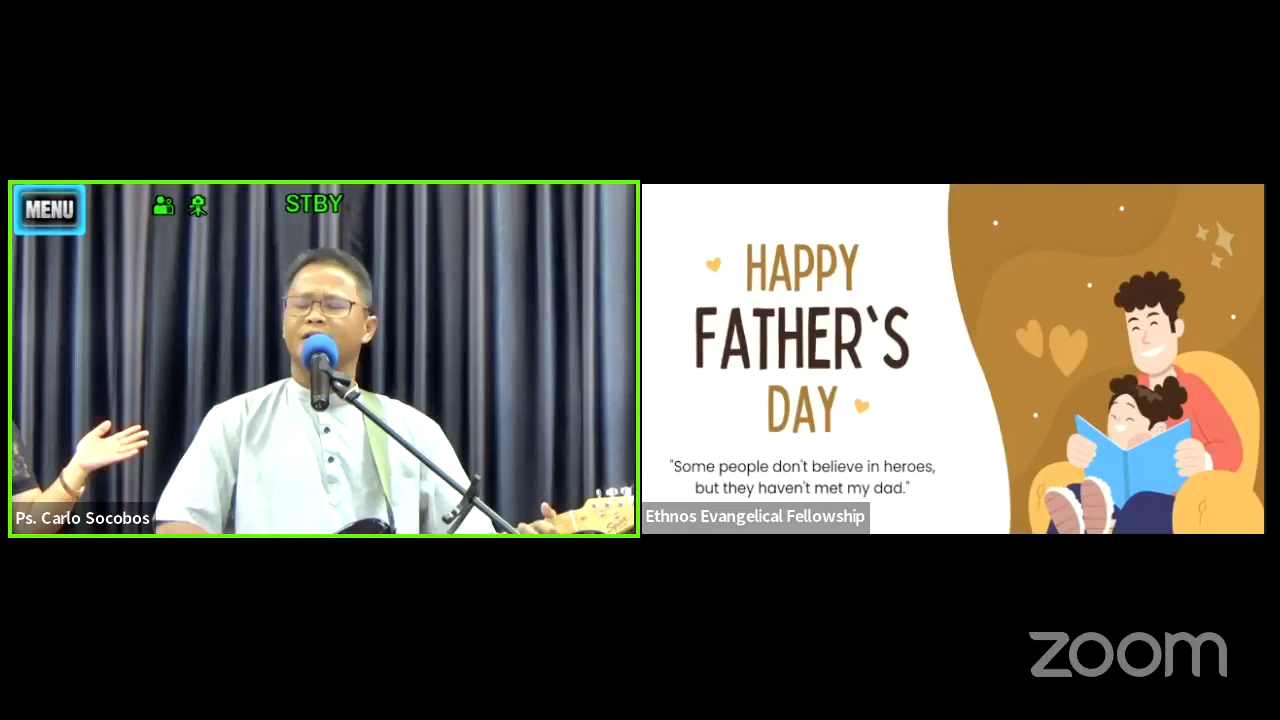 MENU
STBY
Ps. Carlo Socobos
HAPPY
FATHER`S
DAY
"Some people don't believe in heroes,
but they haven't met my dad."
Ethnos Evangelical Fellowship
zoom